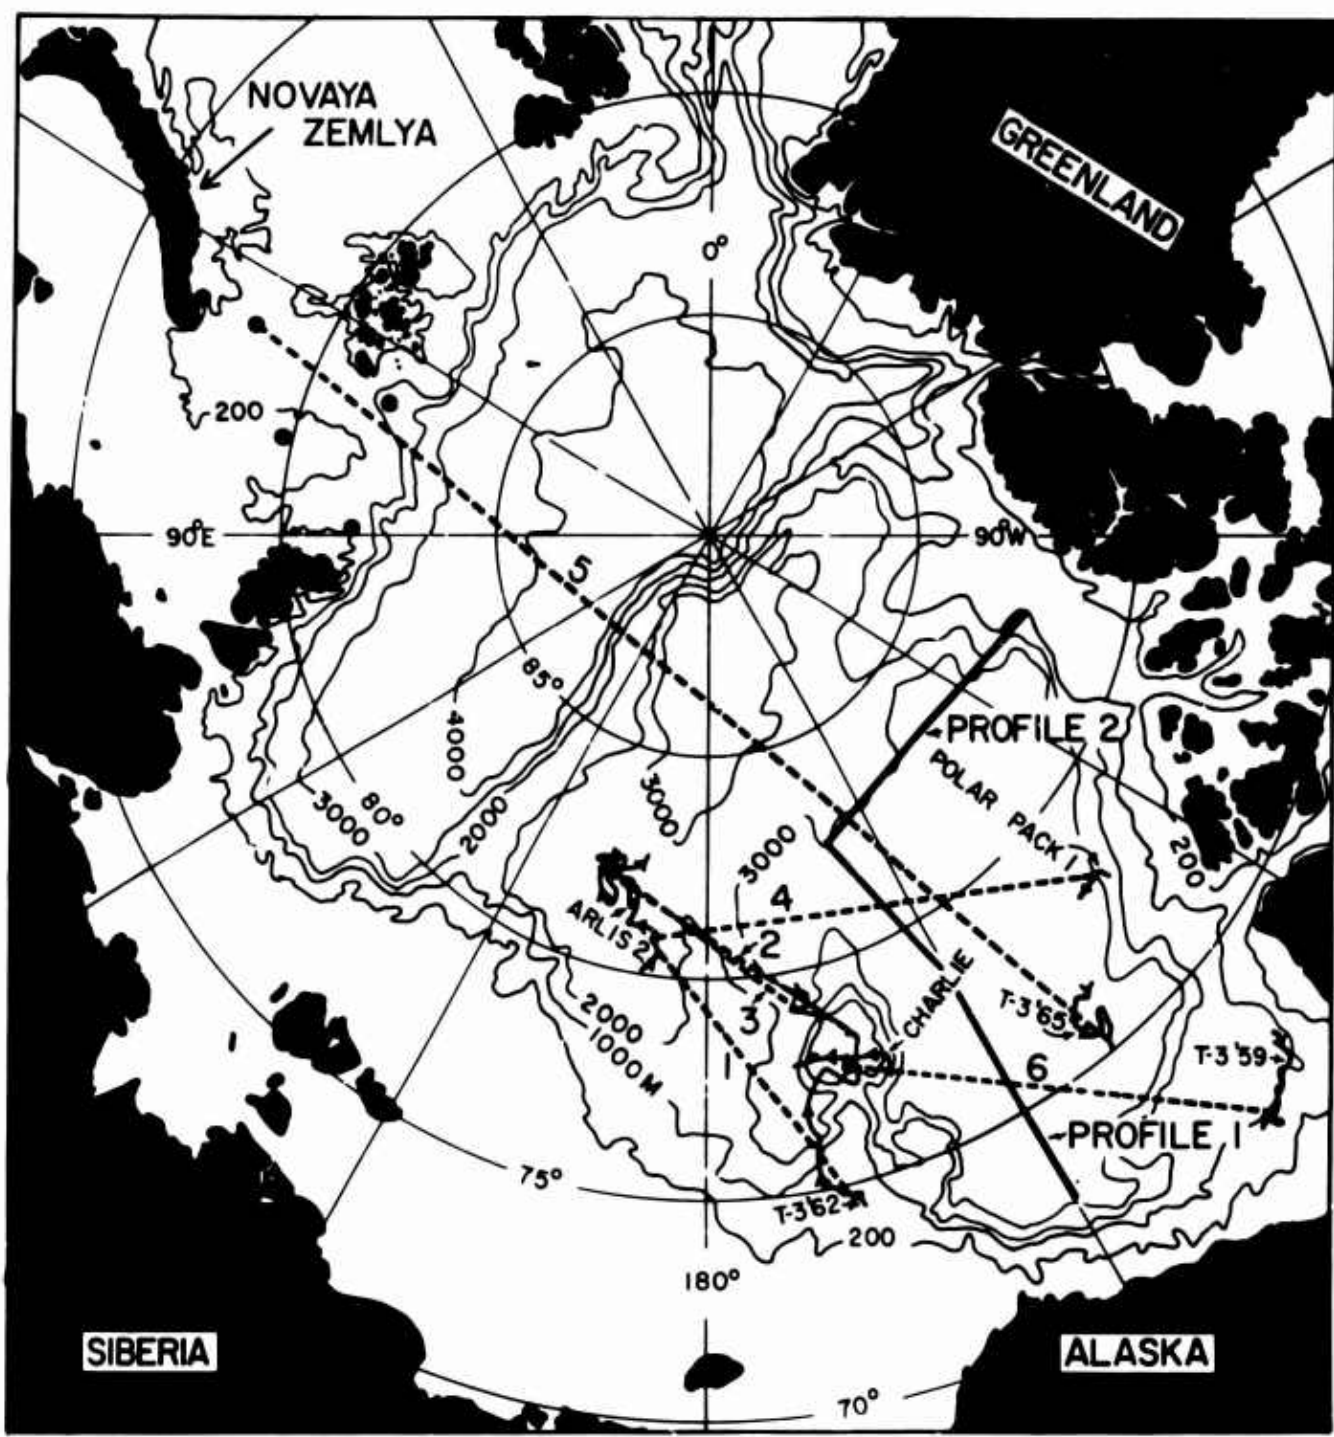 NOVAYA
ZEMLYA
GREENLAND
0°
200
90°E
90°W
5
85°
PROFILE 2
4000
POLAR PACK 1
3000
80°
3000
2000
3000
200
4
ARLIS 2
2
CHARLIE
3
T-3'65
2000
1000 M
1
6
T-3'59
PROFILE 1
75°
T-3'62
200
180°
SIBERIA
ALASKA
70°